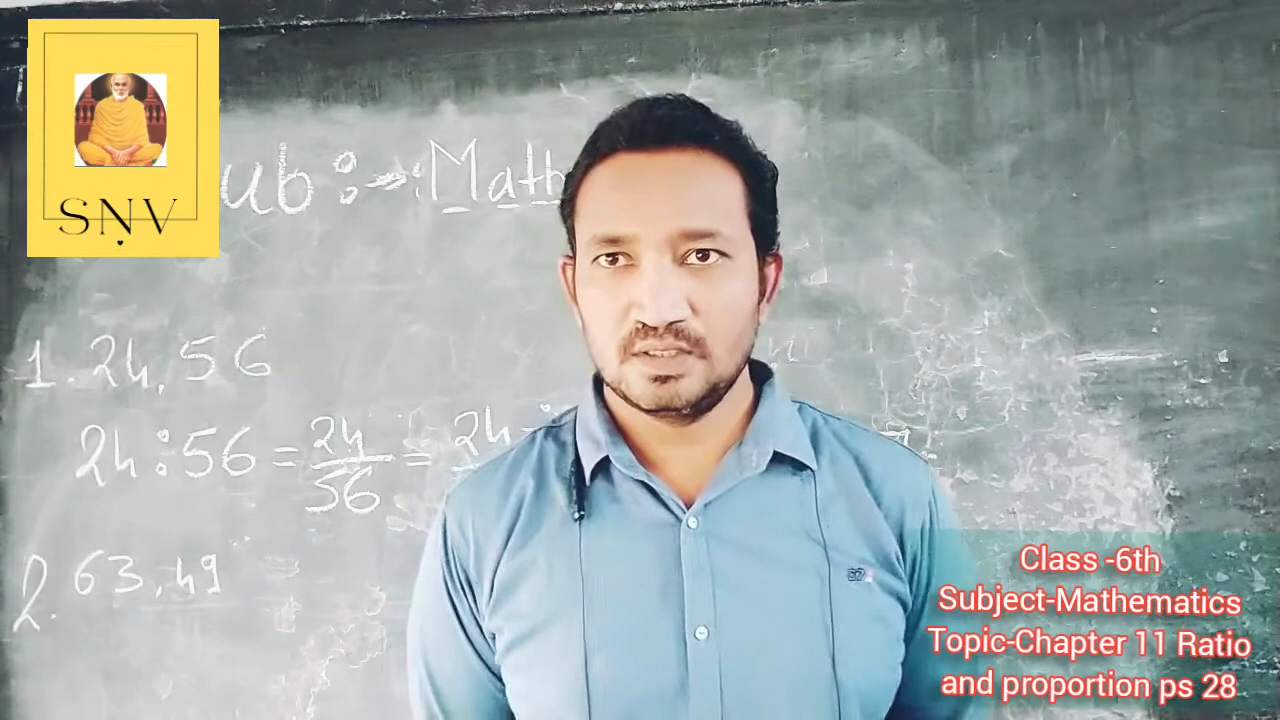 SNV
ub :→ Math
1. 24, 56
24 : 56 = 24/56 = 24
2. 63, 49
Class -6th
Subject-Mathematics
Topic-Chapter 11 Ratio
and proportion ps 28